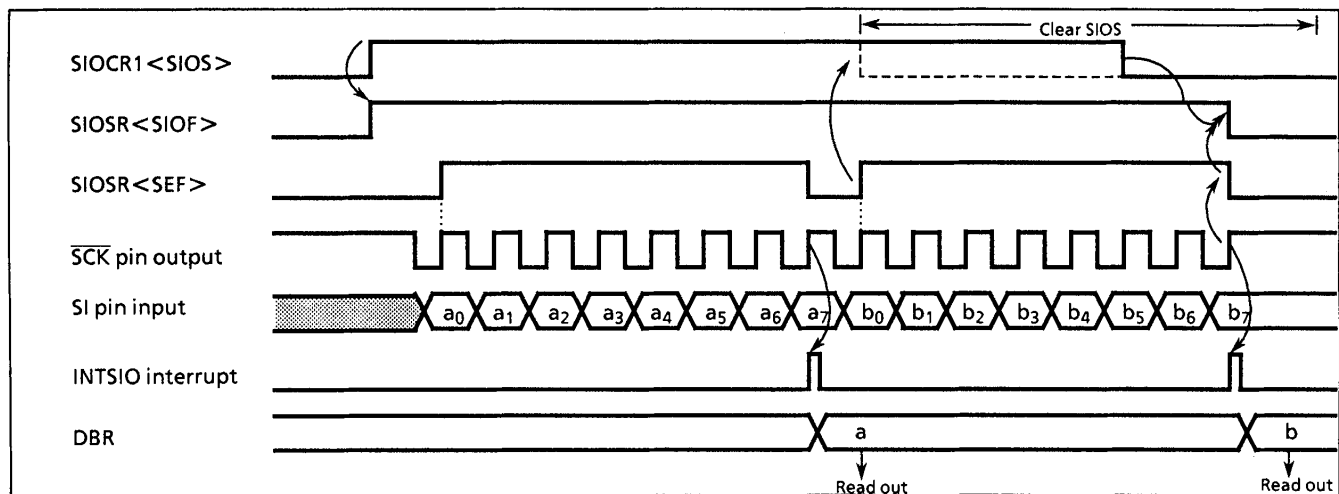 Clear SIOS
SIOCR1<SIOS>
SIOSR<SIOF>
SIOSR<SEF>
SCK pin output
SI pin input
a0 a1 a2 a3 a4 a5 a6 a7 b0 b1 b2 b3 b4 b5 b6 b7
INTSIO interrupt
DBR
a
b
Read out
Read out